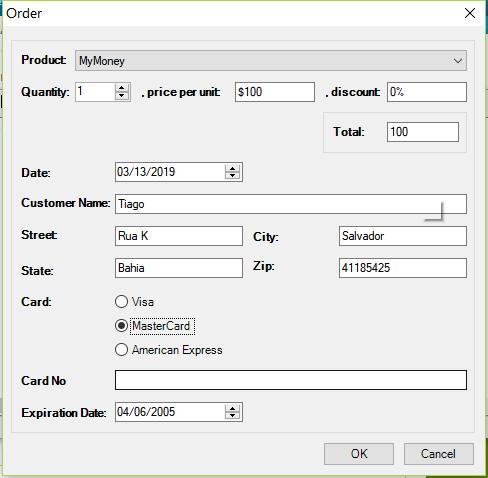 Order
Product: MyMoney
Quantity: 1 , price per unit: $100 , discount: 0%
Total: 100
Date: 03/13/2019
Customer Name: Tiago
Street: Rua K City: Salvador
State: Bahia Zip: 41185425
Card: Visa
MasterCard
American Express
Card No
Expiration Date: 04/06/2005
OK Cancel